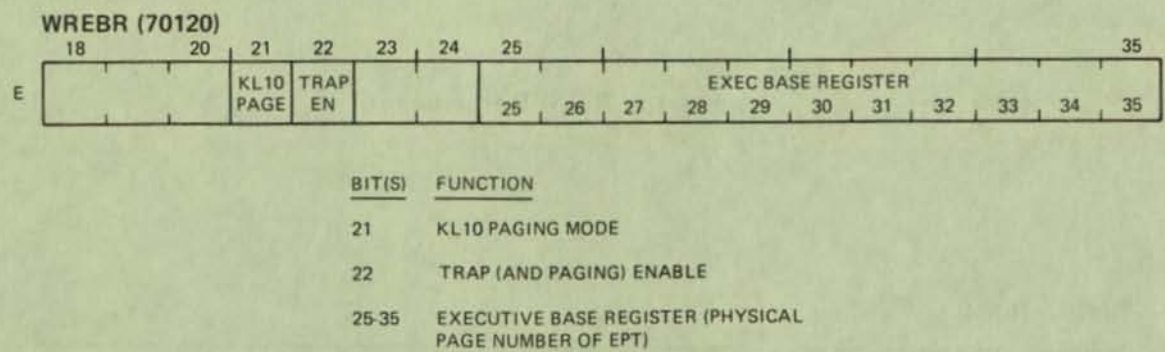 WREBR (70120)
18 20 21 22 23 24 25 35
E KL10 PAGE TRAP EN EXEC BASE REGISTER
25 26 27 28 29 30 31 32 33 34 35
BIT(S) FUNCTION
21 KL10 PAGING MODE
22 TRAP (AND PAGING) ENABLE
25-35 EXECUTIVE BASE REGISTER (PHYSICAL
PAGE NUMBER OF EPT)